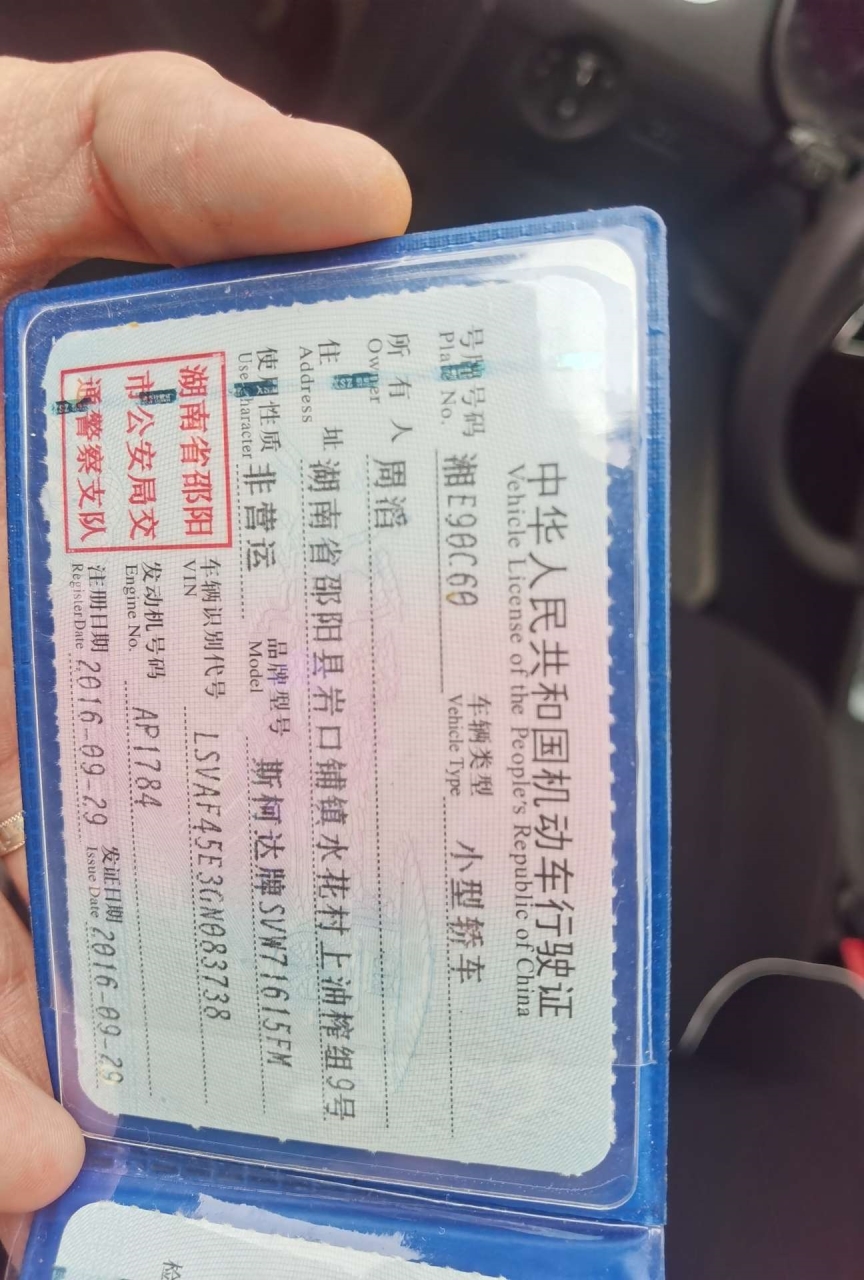 中华人民共和国机动车行驶证
Vehicle License of the People's Republic of China
号牌号码 湘E90C60 车辆类型 小型轿车
Plate No. Vehicle Type
所有人 周滔
Owner
住址 湖南省邵阳县岩口铺镇水花村上油榨组9号
Address
使用性质 非营运 品牌型号 斯柯达牌SVW71615FM
Use Character Model
湖南省邵阳
市公安局交
通警察支队
车辆识别代号 LSVAF45E3GN083738
VIN
发动机号码 AP1784
Engine No.
注册日期 2016-09-29 发证日期 2016-09-29
Register Date Issue Date
检